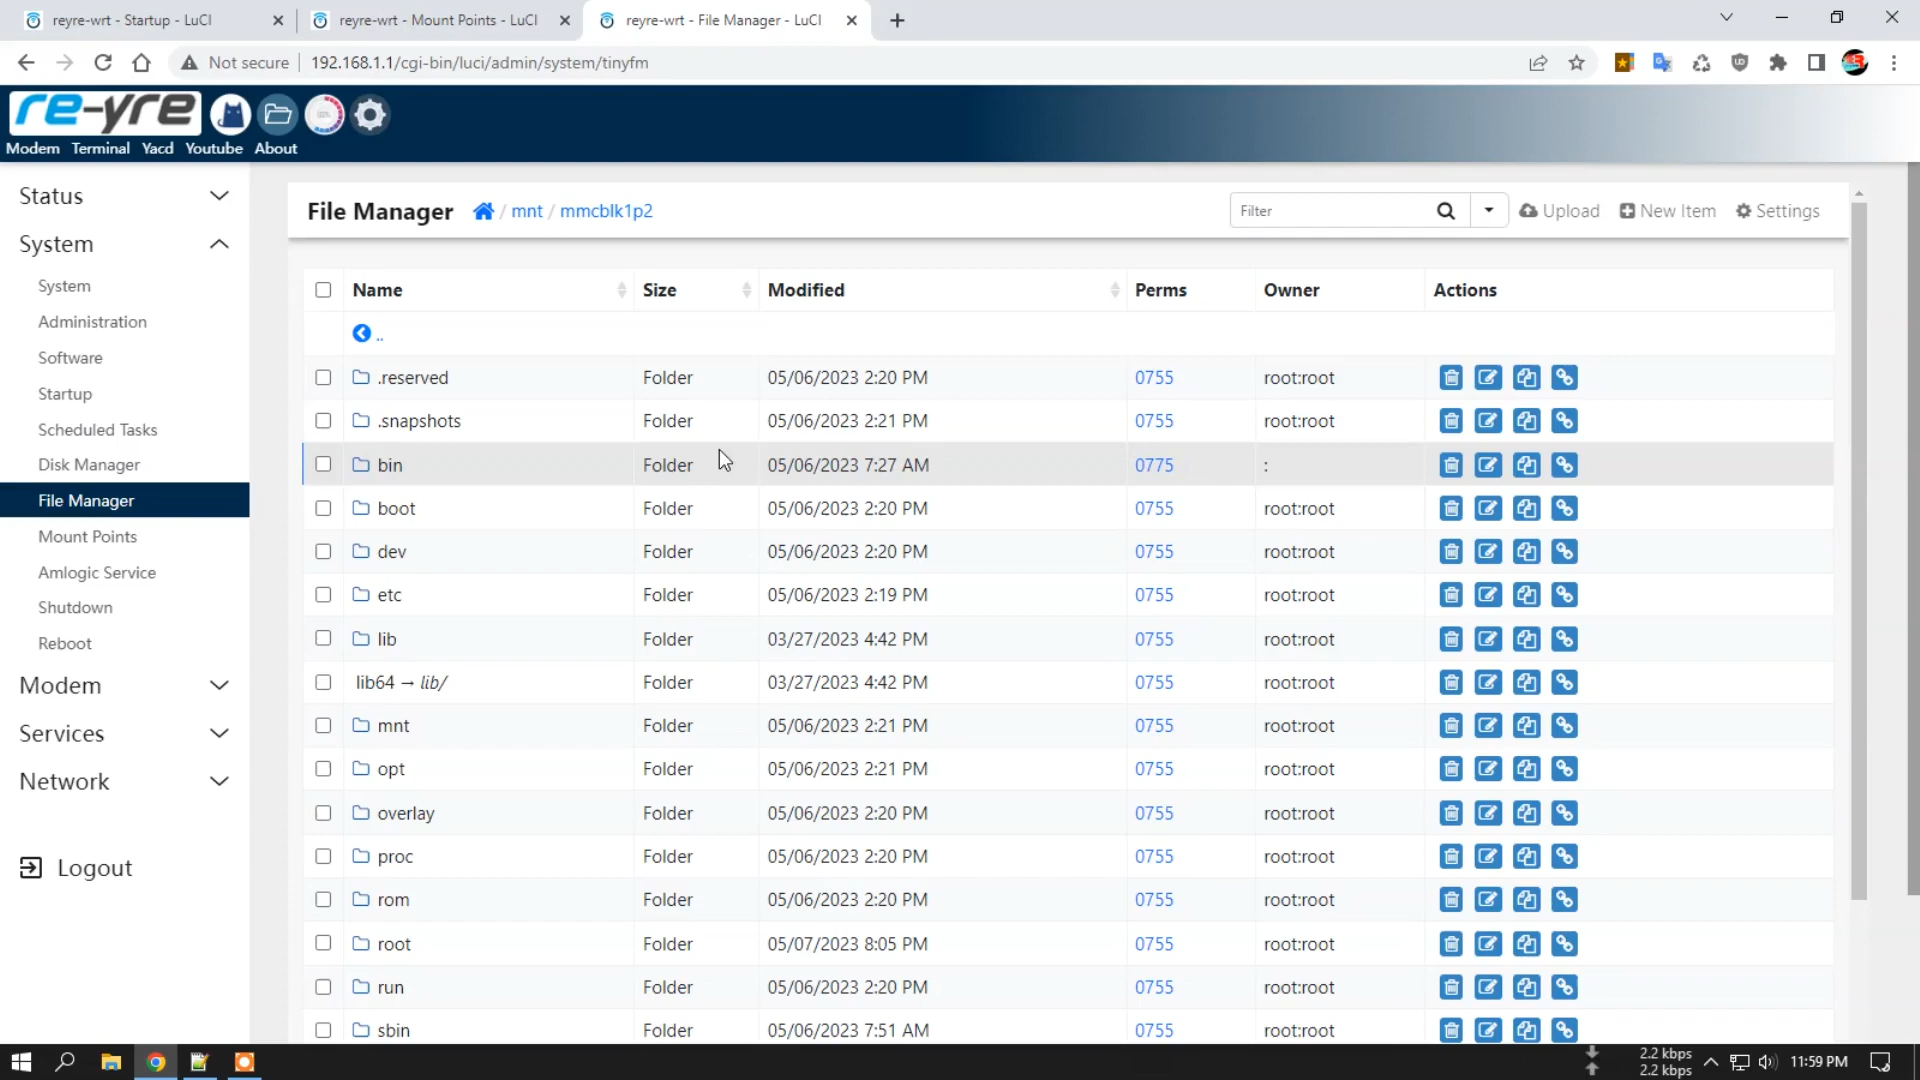 reyre-wrt - Startup - LuCI
reyre-wrt - Mount Points - LuCI
reyre-wrt - File Manager - LuCI
Not secure
192.168.1.1/cgi-bin/luci/admin/system/tinyfm
re-yre
Modem Terminal Yacd Youtube About
Status
System
System
Administration
Software
Startup
Scheduled Tasks
Disk Manager
File Manager
Mount Points
Amlogic Service
Shutdown
Reboot
Modem
Services
Network
Logout
File Manager / mnt / mmcblk1p2
Filter
Upload New Item Settings
Name Size Modified Perms Owner Actions
..
.reserved Folder 05/06/2023 2:20 PM 0755 root:root
.snapshots Folder 05/06/2023 2:21 PM 0755 root:root
bin Folder 05/06/2023 7:27 AM 0775 :
boot Folder 05/06/2023 2:20 PM 0755 root:root
dev Folder 05/06/2023 2:20 PM 0755 root:root
etc Folder 05/06/2023 2:19 PM 0755 root:root
lib Folder 03/27/2023 4:42 PM 0755 root:root
lib64 → lib/ Folder 03/27/2023 4:42 PM 0755 root:root
mnt Folder 05/06/2023 2:21 PM 0755 root:root
opt Folder 05/06/2023 2:21 PM 0755 root:root
overlay Folder 05/06/2023 2:20 PM 0755 root:root
proc Folder 05/06/2023 2:20 PM 0755 root:root
rom Folder 05/06/2023 2:20 PM 0755 root:root
root Folder 05/07/2023 8:05 PM 0755 root:root
run Folder 05/06/2023 2:20 PM 0755 root:root
sbin Folder 05/06/2023 7:51 AM 0755 root:root
2.2 kbps
2.2 kbps
11:59 PM